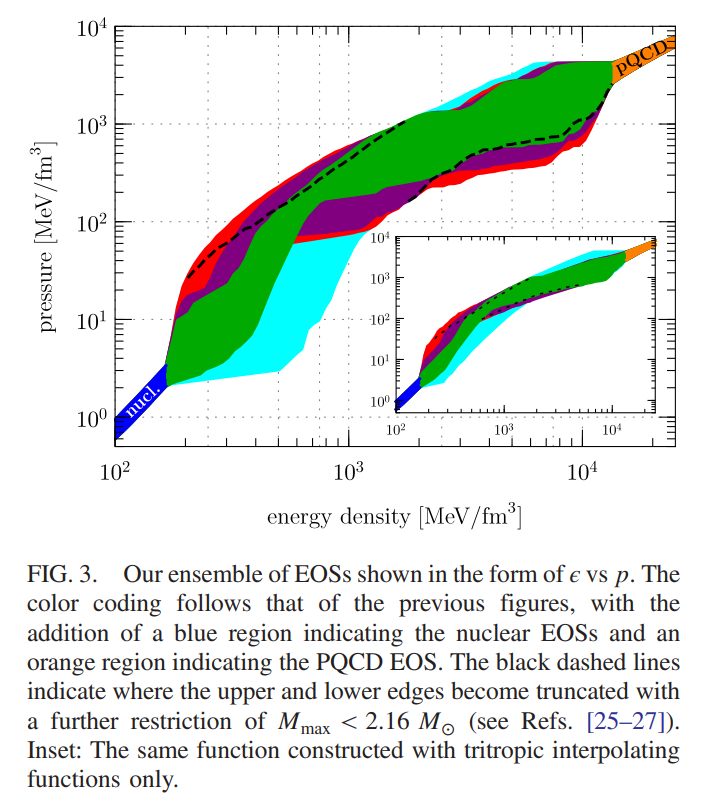 10^4
10^3
10^2
10^1
10^0
pressure [MeV/fm^3]
nucl.
pQCD
10^4
10^3
10^2
10^1
10^0
10^2 10^3 10^4
10^2 10^3 10^4
energy density [MeV/fm^3]
FIG. 3. Our ensemble of EOSs shown in the form of ϵ vs p. The
color coding follows that of the previous figures, with the
addition of a blue region indicating the nuclear EOSs and an
orange region indicating the PQCD EOS. The black dashed lines
indicate where the upper and lower edges become truncated with
a further restriction of M_max < 2.16 M_⊙ (see Refs. [25–27]).
Inset: The same function constructed with tritropic interpolating
functions only.